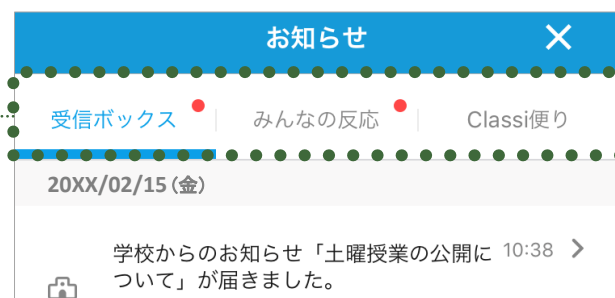 お知らせ
受信ボックス
みんなの反応
Classi便り
20XX/02/15（金）
学校からのお知らせ「土曜授業の公開に
10:38
ついて」が届きました。